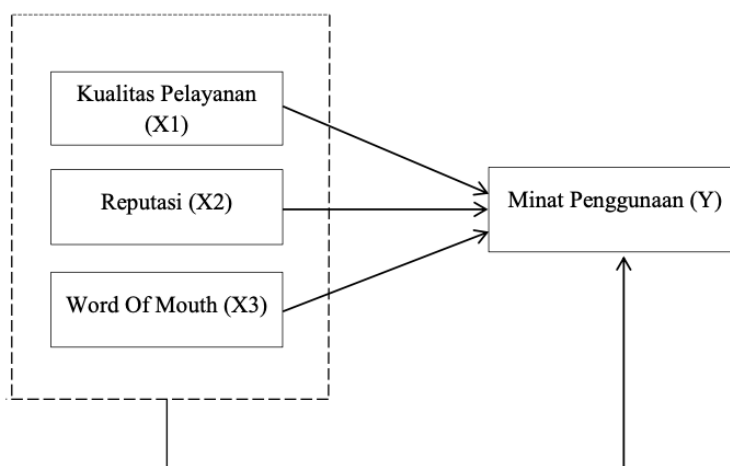 Kualitas Pelayanan
(X1)
Reputasi (X2)
Minat Penggunaan (Y)
Word Of Mouth (X3)